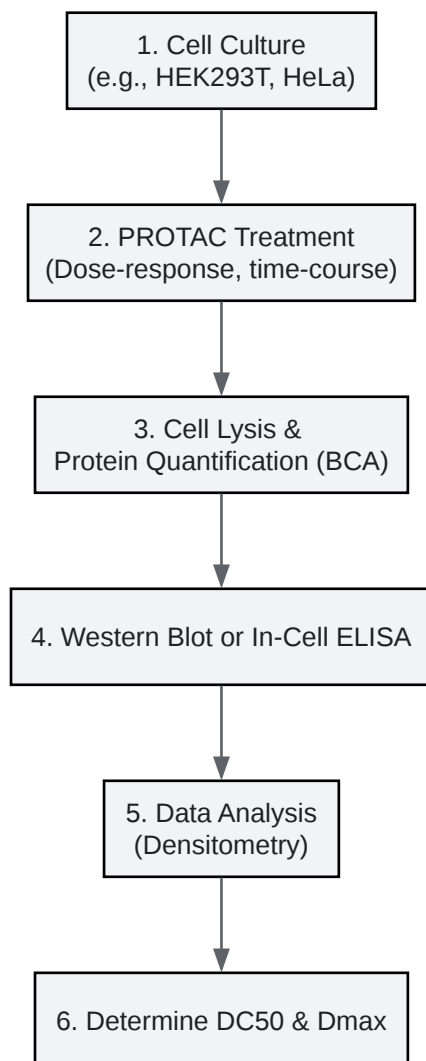 1. Cell Culture
(e.g., HEK293T, HeLa)
2. PROTAC Treatment
(Dose-response, time-course)
3. Cell Lysis &
Protein Quantification (BCA)
4. Western Blot or In-Cell ELISA
5. Data Analysis
(Densitometry)
6. Determine DC50 & Dmax